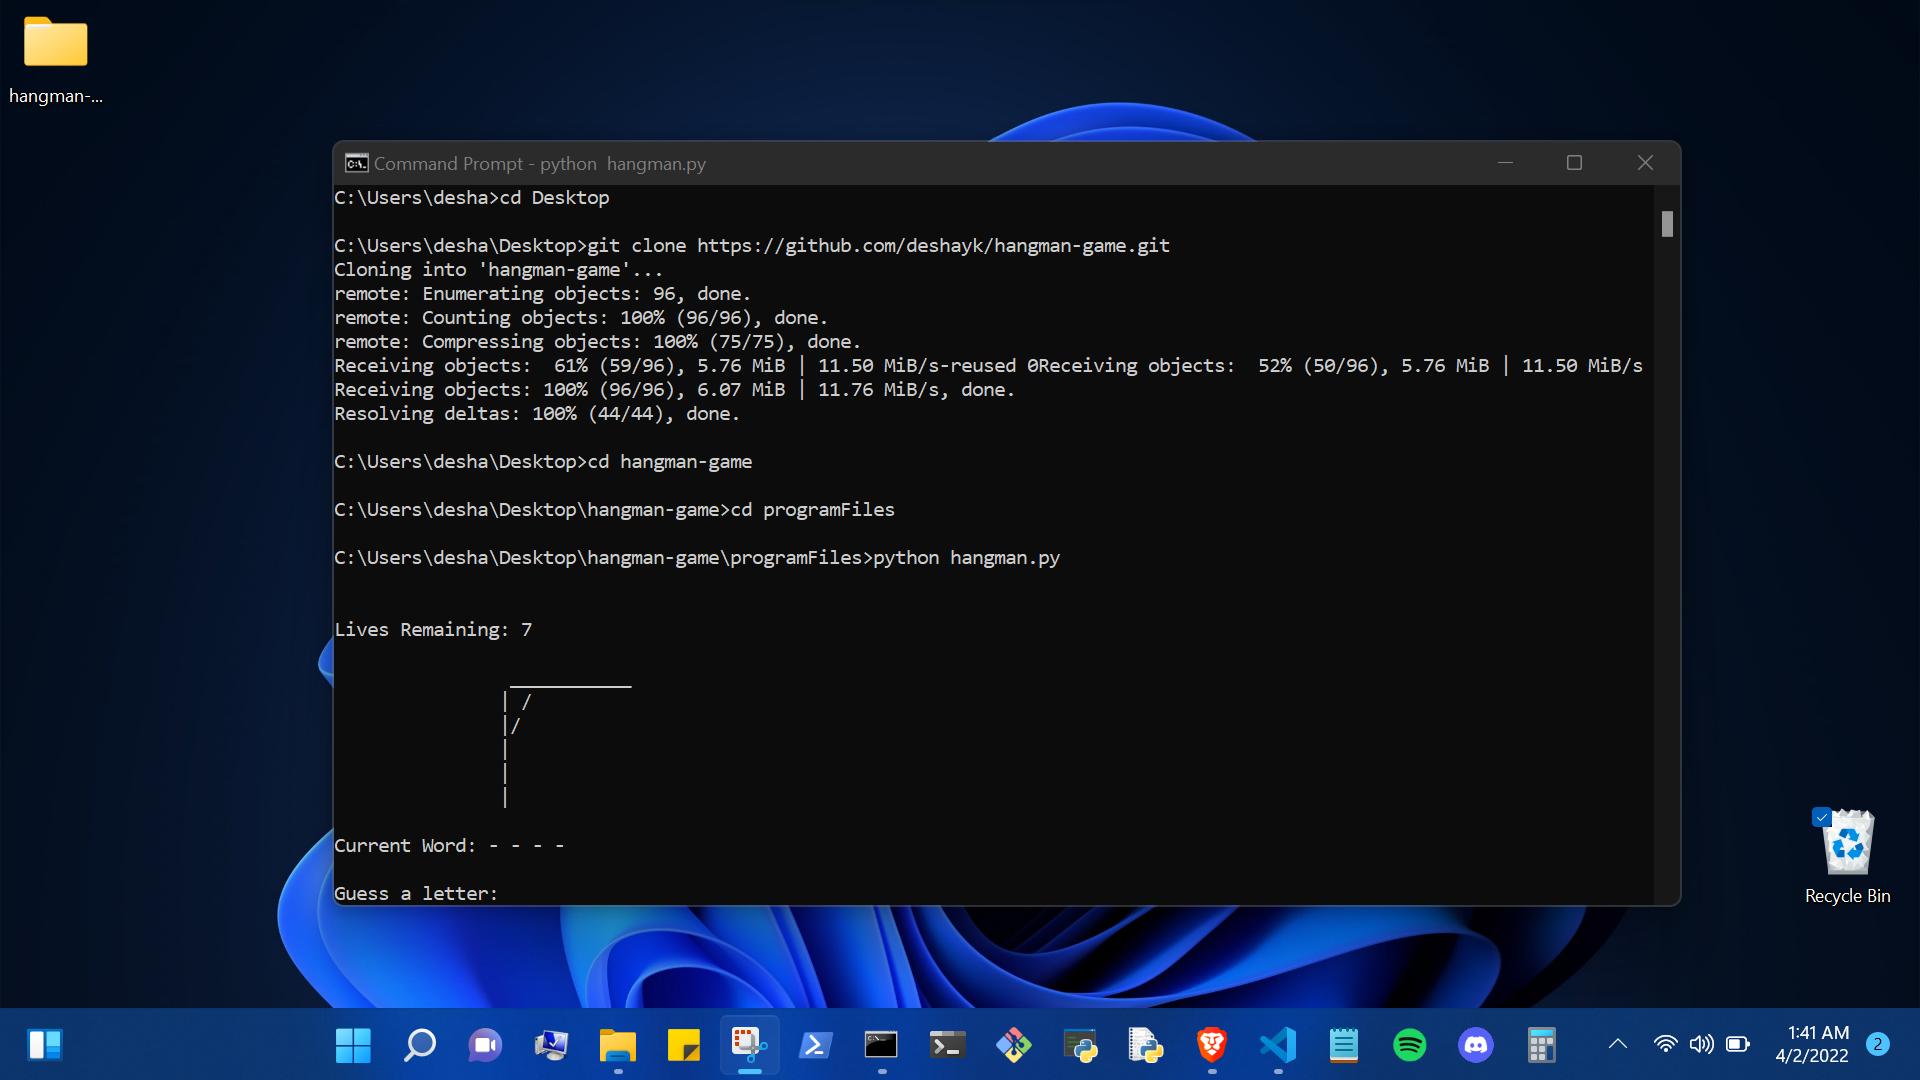 hangman-...
Command Prompt - python  hangman.py
C:\Users\desha>cd Desktop
C:\Users\desha\Desktop>git clone https://github.com/deshayk/hangman-game.git
Cloning into 'hangman-game'...
remote: Enumerating objects: 96, done.
remote: Counting objects: 100% (96/96), done.
remote: Compressing objects: 100% (75/75), done.
Receiving objects:  61% (59/96), 5.76 MiB | 11.50 MiB/s-reused 0Receiving objects:  52% (50/96), 5.76 MiB | 11.50 MiB/s
Receiving objects: 100% (96/96), 6.07 MiB | 11.76 MiB/s, done.
Resolving deltas: 100% (44/44), done.
C:\Users\desha\Desktop>cd hangman-game
C:\Users\desha\Desktop\hangman-game>cd programFiles
C:\Users\desha\Desktop\hangman-game\programFiles>python hangman.py
Lives Remaining: 7
 ___________
| /
|/
|
|
|
Current Word: - - - -
Guess a letter:
Recycle Bin
1:41 AM
4/2/2022
2